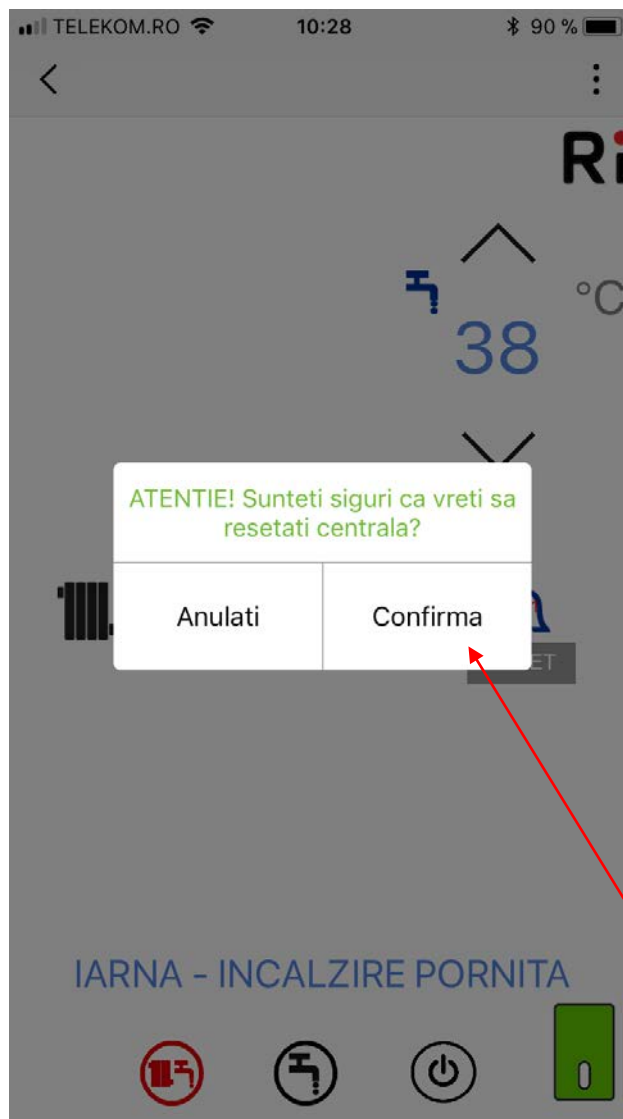 TELEKOM.RO 10:28 90 %
Ri
°C
38
ATENTIE! Sunteti siguri ca vreti sa
resetati centrala?
Anulati Confirma
IARNA - INCALZIRE PORNITA
0